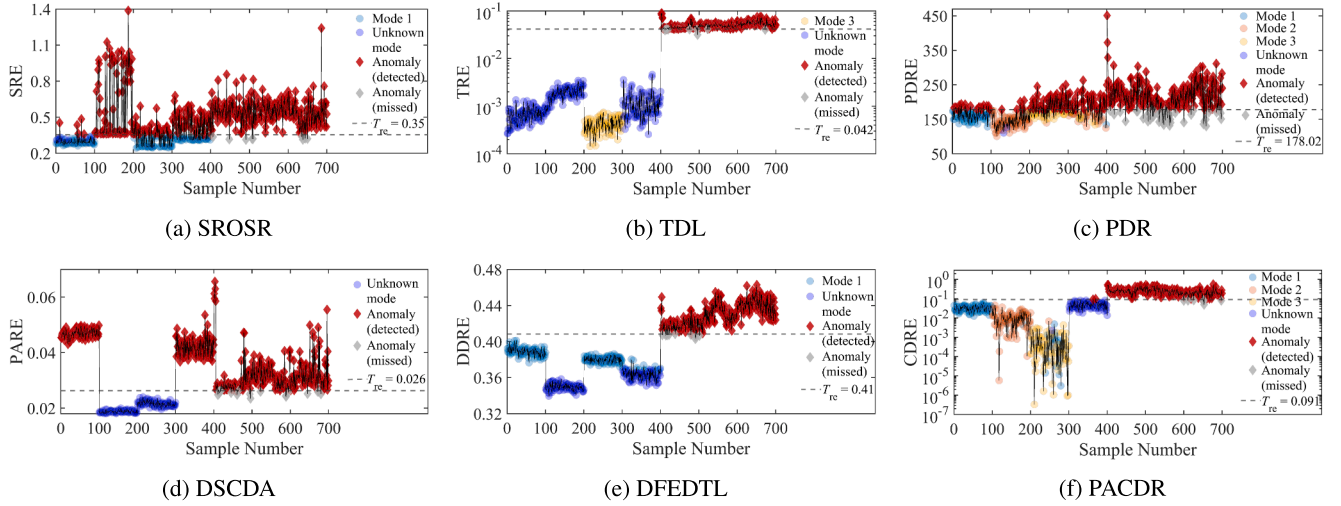 1.4
1.1
0.8
0.5
0.2
SRE
0 100 200 300 400 500 600 700
Sample Number
Mode 1
Unknown
mode
Anomaly
(detected)
Anomaly
(missed)
T_re = 0.35
(a) SROSR
10^-1
10^-2
10^-3
10^-4
TRE
0 100 200 300 400 500 600 700
Sample Number
Mode 3
Unknown
mode
Anomaly
(detected)
Anomaly
(missed)
T_re = 0.042
(b) TDL
450
350
250
150
50
PDRE
0 100 200 300 400 500 600 700
Sample Number
Mode 1
Mode 2
Mode 3
Unknown
mode
Anomaly
(detected)
Anomaly
(missed)
T_re = 178.02
(c) PDR
0.06
0.04
0.02
PARE
0 100 200 300 400 500 600 700
Sample Number
Unknown
mode
Anomaly
(detected)
Anomaly
(missed)
T_re = 0.026
(d) DSCDA
0.48
0.44
0.40
0.36
0.32
DDRE
0 100 200 300 400 500 600 700
Sample Number
Mode 1
Unknown
mode
Anomaly
(detected)
Anomaly
(missed)
T_re = 0.41
(e) DFEDTL
10^0
10^-1
10^-2
10^-3
10^-4
10^-5
10^-6
10^-7
CDRE
0 100 200 300 400 500 600 700
Sample Number
Mode 1
Mode 2
Mode 3
Unknown
mode
Anomaly
(detected)
Anomaly
(missed)
T_re = 0.091
(f) PACDR